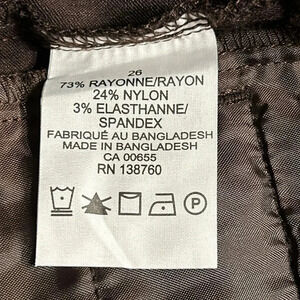 26
73% RAYONNE/RAYON
24% NYLON
3% ELASTHANNE/
SPANDEX
FABRIQUÉ AU BANGLADESH
MADE IN BANGLADESH
CA 00655
RN 138760